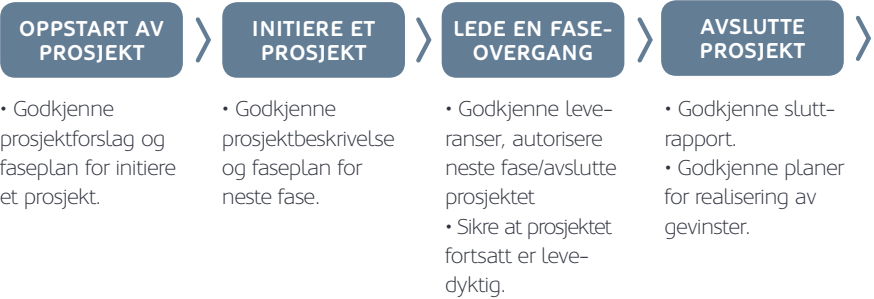 OPPSTART AV
PROSJEKT
• Godkjenne
prosjektforslag og
faseplan for initiere
et prosjekt.
INITIERE ET
PROSJEKT
• Godkjenne
prosjektbeskrivelse
og faseplan for
neste fase.
LEDE EN FASE-
OVERGANG
• Godkjenne leve-
ranser, autorisere
neste fase/avslutte
prosjektet
• Sikre at prosjektet
fortsatt er leve-
dyktig.
AVSLUTTE
PROSJEKT
• Godkjenne slutt-
rapport.
• Godkjenne planer
for realisering av
gevinster.